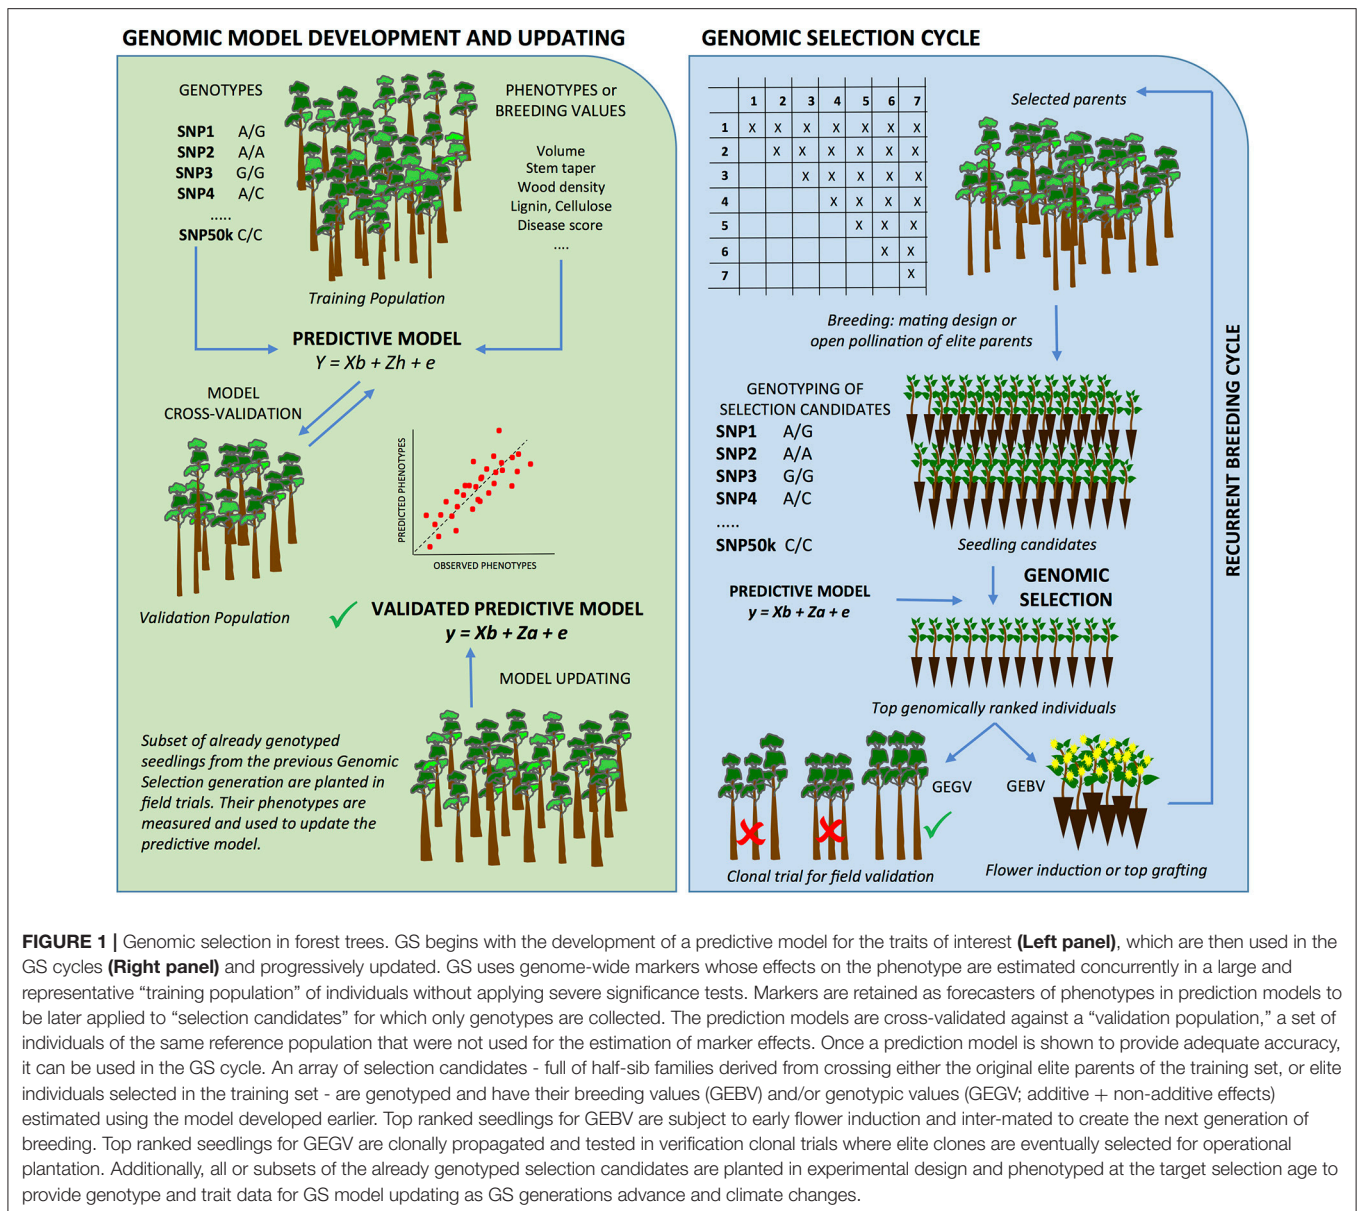 GENOMIC MODEL DEVELOPMENT AND UPDATING
GENOTYPES
SNP1 A/G
SNP2 A/A
SNP3 G/G
SNP4 A/C
.....
SNP50k C/C
PHENOTYPES or
BREEDING VALUES
Volume
Stem taper
Wood density
Lignin, Cellulose
Disease score
....
Training Population
PREDICTIVE MODEL
Y = Xb + Zh + e
MODEL
CROSS-VALIDATION
Validation Population
PREDICTED PHENOTYPES
OBSERVED PHENOTYPES
VALIDATED PREDICTIVE MODEL
y = Xb + Za + e
MODEL UPDATING
Subset of already genotyped
seedlings from the previous Genomic
Selection generation are planted in
field trials. Their phenotypes are
measured and used to update the
predictive model.
GENOMIC SELECTION CYCLE
1 2 3 4 5 6 7
1 X X X X X X X
2 X X X X X X
3 X X X X X
4 X X X X
5 X X X
6 X X
7 X
Selected parents
Breeding: mating design or
open pollination of elite parents
GENOTYPING OF
SELECTION CANDIDATES
SNP1 A/G
SNP2 A/A
SNP3 G/G
SNP4 A/C
.....
SNP50k C/C
Seedling candidates
GENOMIC
SELECTION
PREDICTIVE MODEL
y = Xb + Za + e
Top genomically ranked individuals
GEGV
GEBV
Clonal trial for field validation
Flower induction or top grafting
RECURRENT BREEDING CYCLE
FIGURE 1 | Genomic selection in forest trees. GS begins with the development of a predictive model for the traits of interest (Left panel), which are then used in the
GS cycles (Right panel) and progressively updated. GS uses genome-wide markers whose effects on the phenotype are estimated concurrently in a large and
representative “training population” of individuals without applying severe significance tests. Markers are retained as forecasters of phenotypes in prediction models to
be later applied to “selection candidates” for which only genotypes are collected. The prediction models are cross-validated against a “validation population,” a set of
individuals of the same reference population that were not used for the estimation of marker effects. Once a prediction model is shown to provide adequate accuracy,
it can be used in the GS cycle. An array of selection candidates - full of half-sib families derived from crossing either the original elite parents of the training set, or elite
individuals selected in the training set - are genotyped and have their breeding values (GEBV) and/or genotypic values (GEGV; additive + non-additive effects)
estimated using the model developed earlier. Top ranked seedlings for GEBV are subject to early flower induction and inter-mated to create the next generation of
breeding. Top ranked seedlings for GEGV are clonally propagated and tested in verification clonal trials where elite clones are eventually selected for operational
plantation. Additionally, all or subsets of the already genotyped selection candidates are planted in experimental design and phenotyped at the target selection age to
provide genotype and trait data for GS model updating as GS generations advance and climate changes.